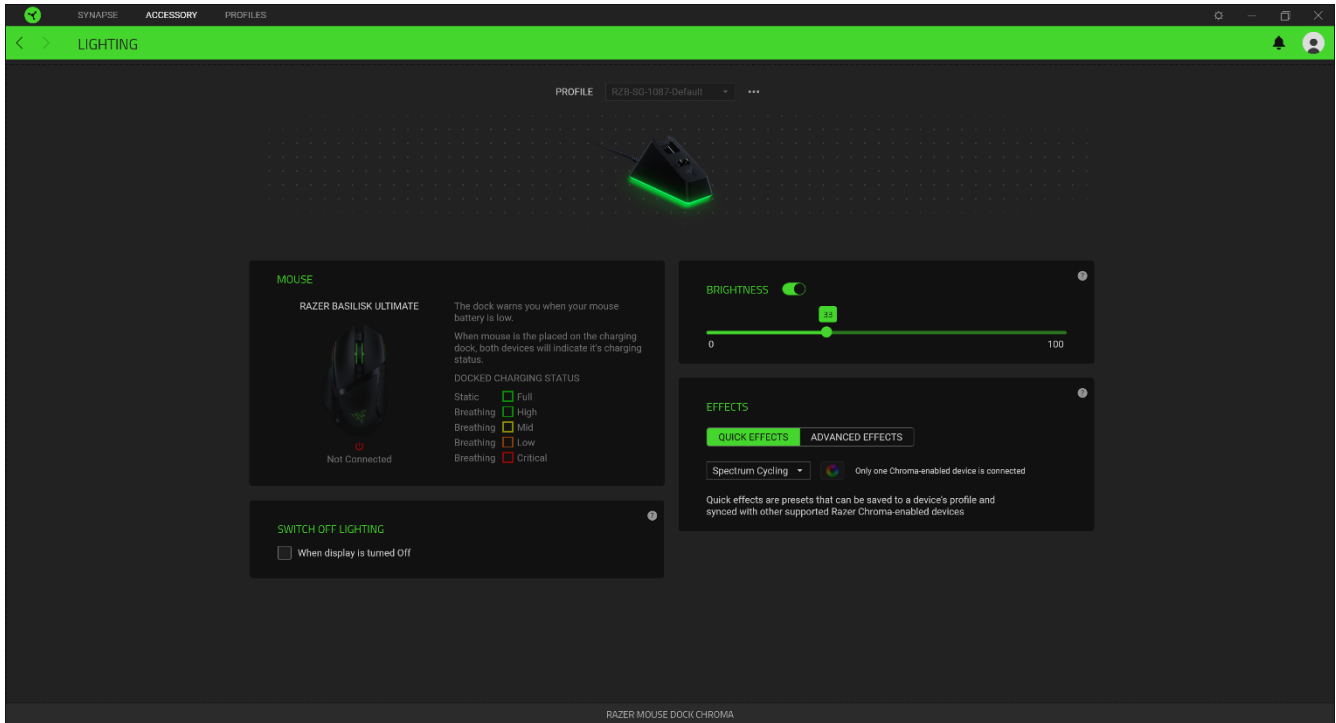 SYNAPSE ACCESSORY PROFILES
LIGHTING
PROFILE RZB-SG-1087-Default
MOUSE
RAZER BASILISK ULTIMATE
Not Connected
The dock warns you when your mouse
battery is low.
When mouse is the placed on the charging
dock, both devices will indicate it's charging
status.
DOCKED CHARGING STATUS
Static Full
Breathing High
Breathing Mid
Breathing Low
Breathing Critical
SWITCH OFF LIGHTING
?
When display is turned Off
BRIGHTNESS
?
33
0 100
EFFECTS
?
QUICK EFFECTS ADVANCED EFFECTS
Spectrum Cycling Only one Chroma-enabled device is connected
Quick effects are presets that can be saved to a device's profile and
synced with other supported Razer Chroma-enabled devices
RAZER MOUSE DOCK CHROMA